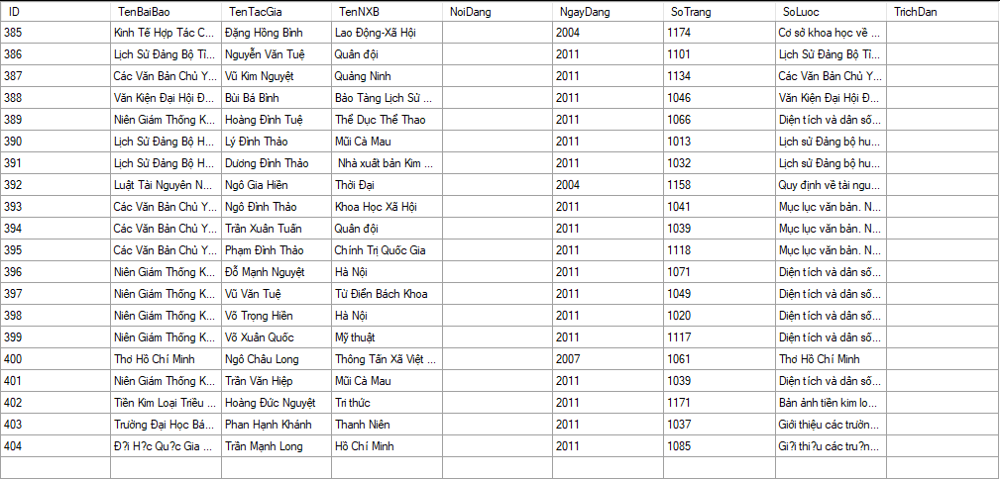 ID TenBaiBao TenTacGia TenNXB NoiDang NgayDang SoTrang SoLuoc TrichDan
385 Kinh Tế Hợp Tác C... Đặng Hồng Bình Lao Động-Xã Hội 2004 1174 Cơ sở khoa học về ...
386 Lịch Sử Đảng Bộ Tỉ... Nguyễn Văn Tuệ Quân đội 2011 1101 Lịch Sử Đảng Bộ Tỉ...
387 Các Văn Bản Chủ Y... Vũ Kim Nguyệt Quảng Ninh 2011 1134 Các Văn Bản Chủ Y...
388 Văn Kiện Đại Hội Đ... Bùi Bá Bình Bảo Tàng Lịch Sử ... 2011 1046 Văn Kiện Đại Hội Đ...
389 Niên Giám Thống K... Hoàng Đình Tuệ Thể Dục Thể Thao 2011 1066 Diện tích và dân số...
390 Lịch Sử Đảng Bộ H... Lý Đình Thảo Mũi Cà Mau 2011 1013 Lịch sử Đảng bộ hu...
391 Lịch Sử Đảng Bộ H... Dương Đình Thảo Nhà xuất bản Kim ... 2011 1032 Lịch sử Đảng bộ hu...
392 Luật Tài Nguyên N... Ngô Gia Hiền Thời Đại 2004 1158 Quy định về tài ngu...
393 Các Văn Bản Chủ Y... Ngô Đình Thảo Khoa Học Xã Hội 2011 1041 Mục lục văn bản. N...
394 Các Văn Bản Chủ Y... Trần Xuân Tuấn Quân đội 2011 1039 Mục lục văn bản. N...
395 Các Văn Bản Chủ Y... Phạm Đình Thảo Chính Trị Quốc Gia 2011 1118 Mục lục văn bản. N...
396 Niên Giám Thống K... Đỗ Mạnh Nguyệt Hà Nội 2011 1071 Diện tích và dân số...
397 Niên Giám Thống K... Vũ Văn Tuệ Từ Điển Bách Khoa 2011 1049 Diện tích và dân số...
398 Niên Giám Thống K... Võ Trọng Hiền Hà Nội 2011 1020 Diện tích và dân số...
399 Niên Giám Thống K... Võ Xuân Quốc Mỹ thuật 2011 1117 Diện tích và dân số...
400 Thơ Hồ Chí Minh Ngô Châu Long Thông Tấn Xã Việt ... 2007 1061 Thơ Hồ Chí Minh
401 Niên Giám Thống K... Trần Văn Hiệp Mũi Cà Mau 2011 1039 Diện tích và dân số...
402 Tiền Kim Loại Triều ... Hoàng Đức Nguyệt Tri thức 2011 1171 Bản ảnh tiền kim lo...
403 Trường Đại Học Bá... Phan Hạnh Khánh Thanh Niên 2011 1037 Giới thiệu các trườn...
404 Đ?i H?c Qu?c Gia ... Trần Mạnh Long Hồ Chí Minh 2011 1085 Gi?i thi?u các tru?n...